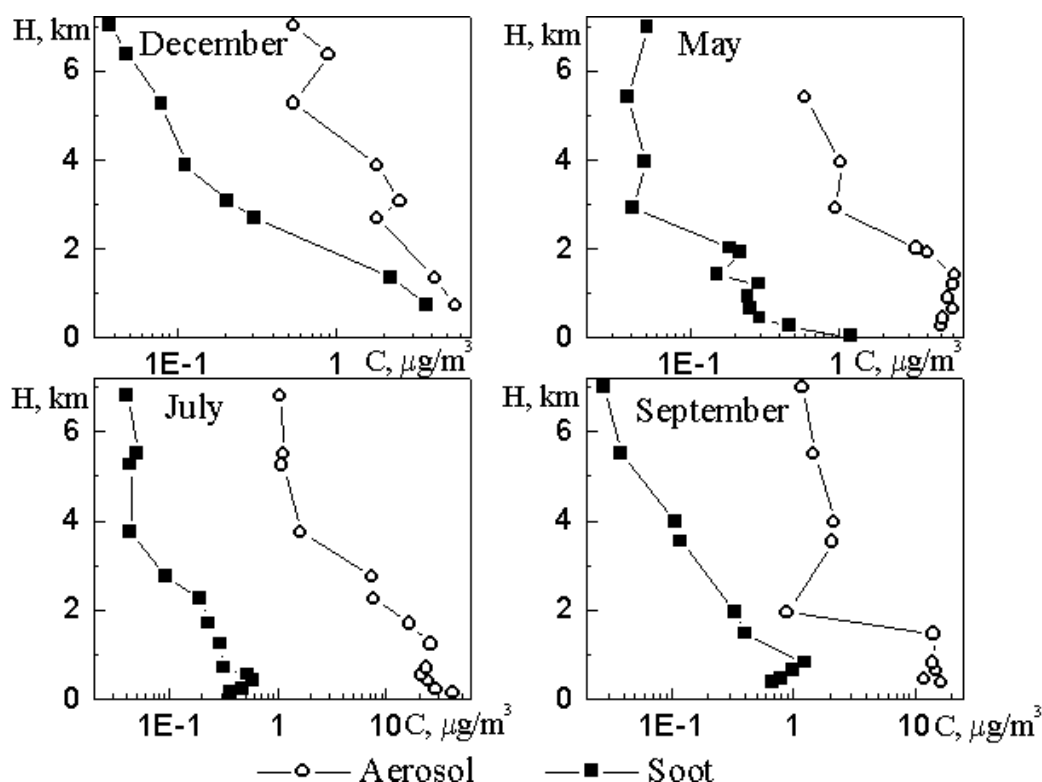 H, km
December
6
4
2
0
1E-1
1
C, μg/m³
H, km
May
6
4
2
0
1E-1
1
C, μg/m³
H, km
July
6
4
2
0
1E-1
1
10
C, μg/m³
H, km
September
6
4
2
0
1E-1
1
10
C, μg/m³
Aerosol
Soot